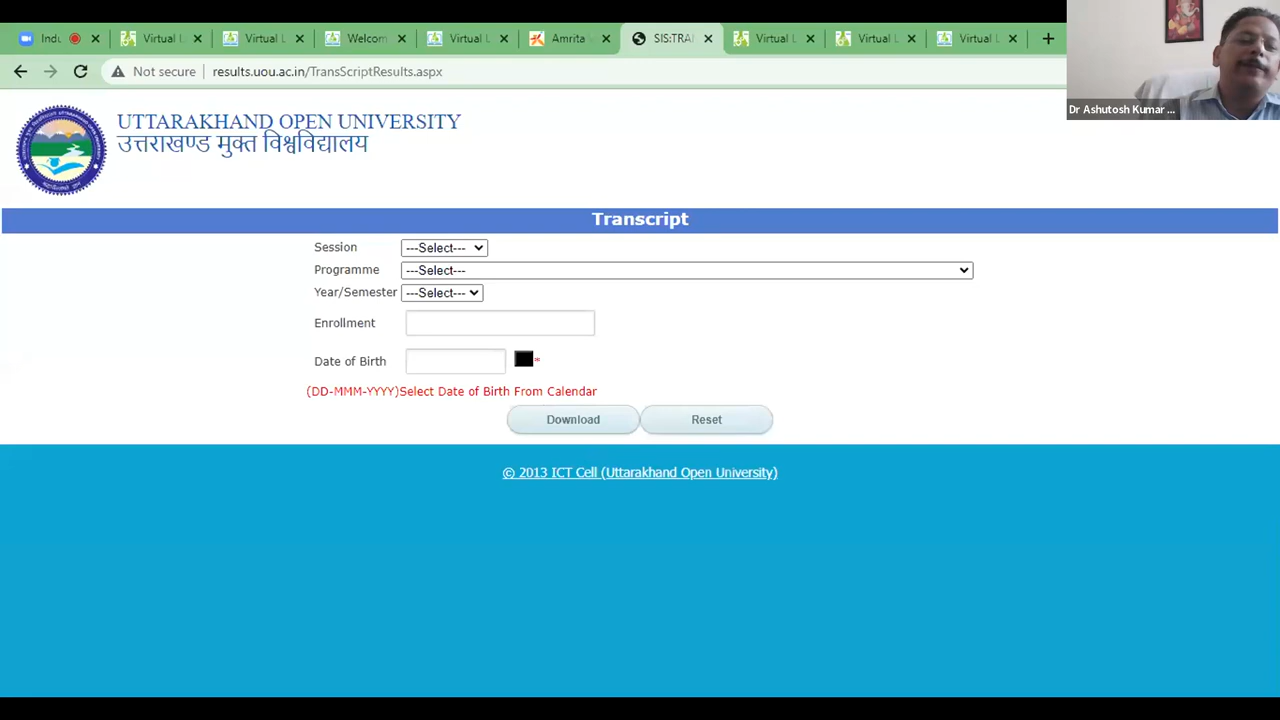 Indu
Virtual L
Virtual L
Welcom
Virtual L
Amrita V
SIS:TRA
Virtual L
Virtual L
Virtual L
Not secure
results.uou.ac.in/TransScriptResults.aspx
Dr Ashutosh Kumar ...
UTTARAKHAND OPEN UNIVERSITY
उत्तराखण्ड मुक्त विश्वविद्यालय
Transcript
Session ---Select---
Programme ---Select---
Year/Semester ---Select---
Enrollment
Date of Birth *
(DD-MMM-YYYY)Select Date of Birth From Calendar
Download Reset
© 2013 ICT Cell (Uttarakhand Open University)